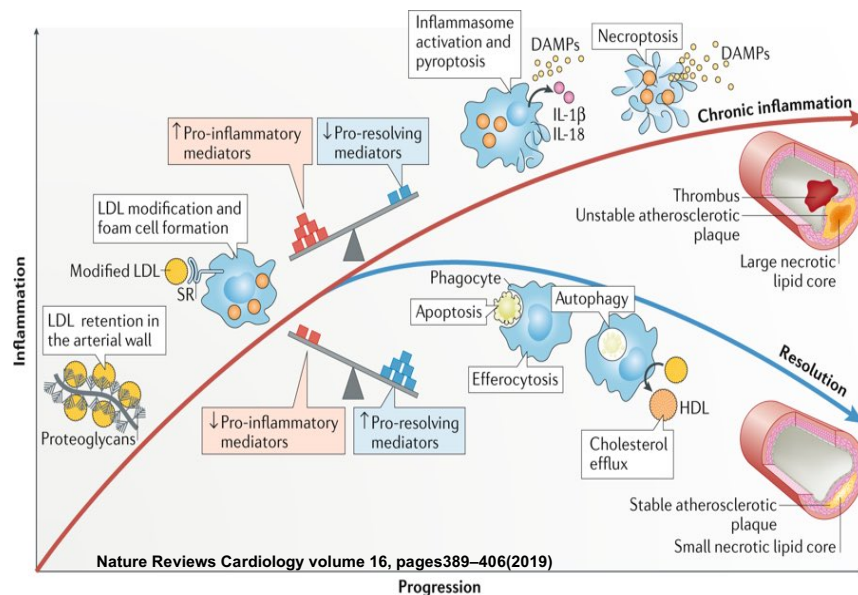 Inflammasome
activation and
pyroptosis
DAMPs
IL-1β
IL-18
Necroptosis
DAMPs
Chronic inflammation
↑Pro-inflammatory
mediators
↓Pro-resolving
mediators
Thrombus
Unstable atherosclerotic
plaque
Large necrotic
lipid core
LDL modification and
foam cell formation
Modified LDL
SR
LDL retention in
the arterial wall
Proteoglycans
Phagocyte
Apoptosis
Efferocytosis
Autophagy
HDL
Cholesterol
efflux
Resolution
↓Pro-inflammatory
mediators
↑Pro-resolving
mediators
Stable atherosclerotic
plaque
Small necrotic lipid core
Inflammation
Nature Reviews Cardiology volume 16, pages389–406(2019)
Progression